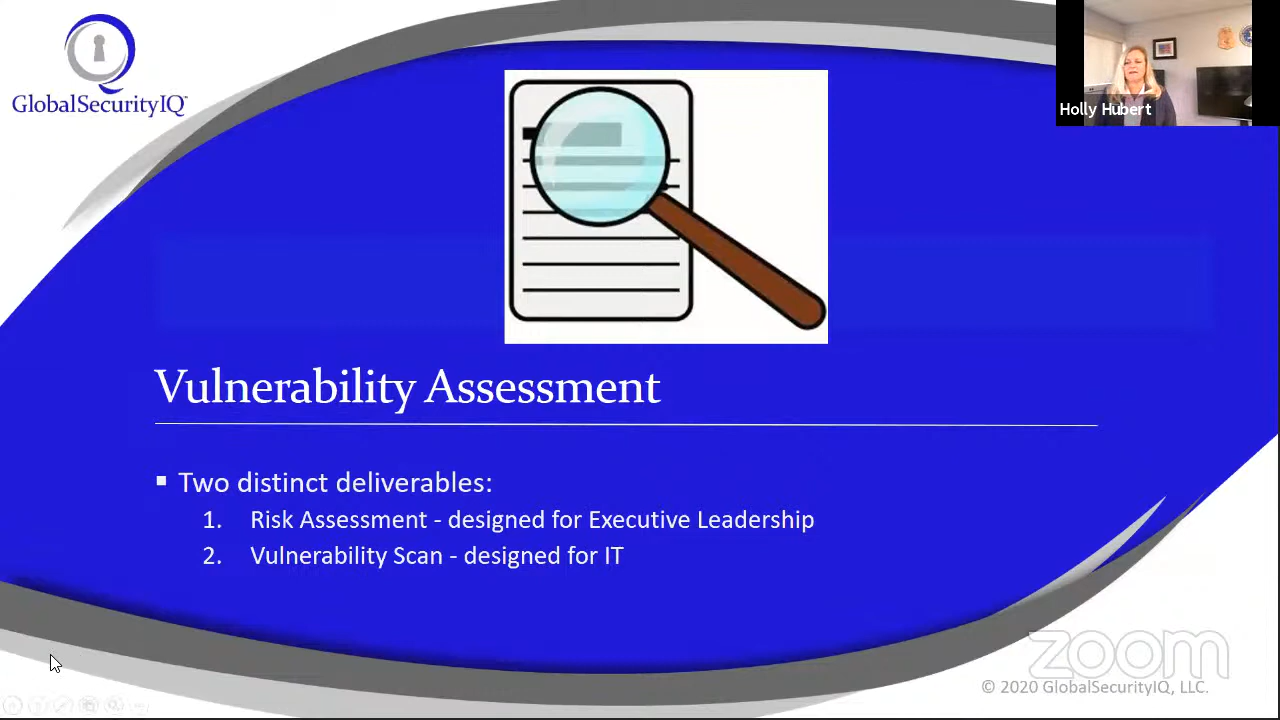 GlobalSecurityIQ™
Holly Hubert
Vulnerability Assessment
▪ Two distinct deliverables:
1. Risk Assessment - designed for Executive Leadership
2. Vulnerability Scan - designed for IT
zoom
© 2020 GlobalSecurityIQ, LLC.